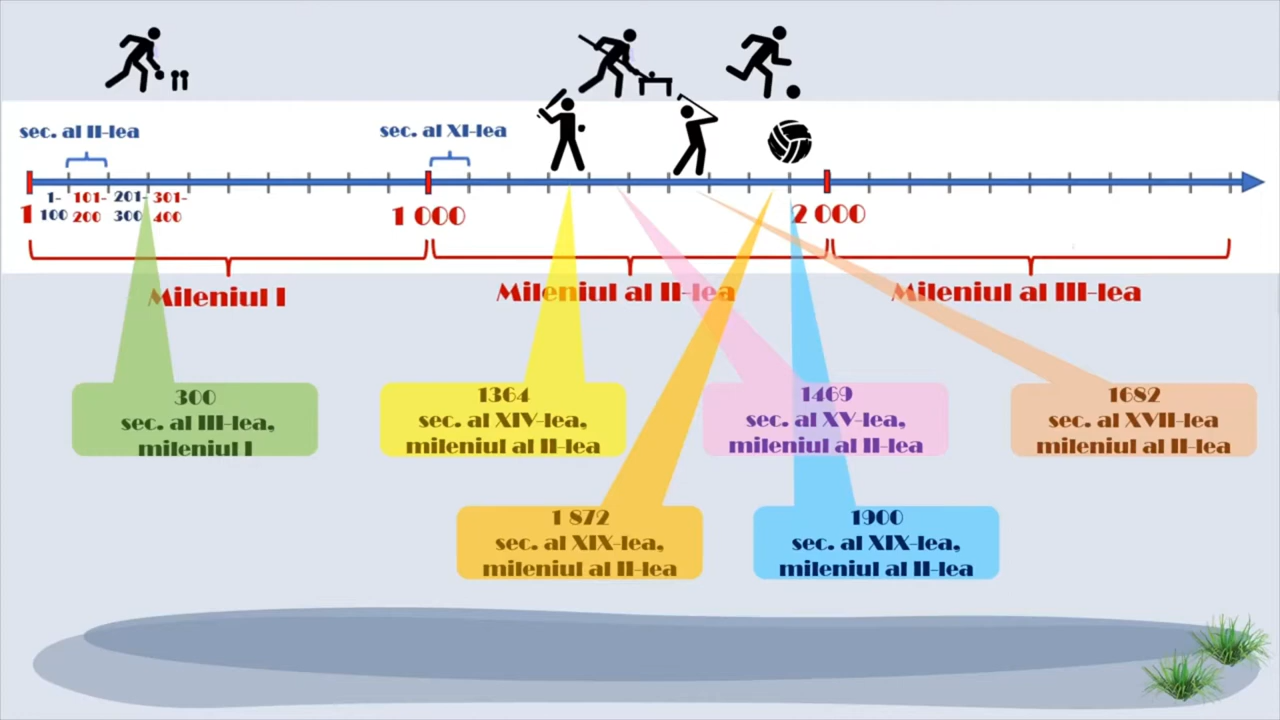 sec. al II-lea
sec. al XI-lea
1- 101- 201- 301-
1 100 200 300 400
1 000
2 000
Mileniul I
Mileniul al II-lea
Mileniul al III-lea
300
sec. al III-lea,
mileniul I
1364
sec. al XIV-lea,
mileniul al II-lea
1469
sec. al XV-lea,
mileniul al II-lea
1682
sec. al XVII-lea
mileniul al II-lea
1 872
sec. al XIX-lea,
mileniul al II-lea
1900
sec. al XIX-lea,
mileniul al II-lea